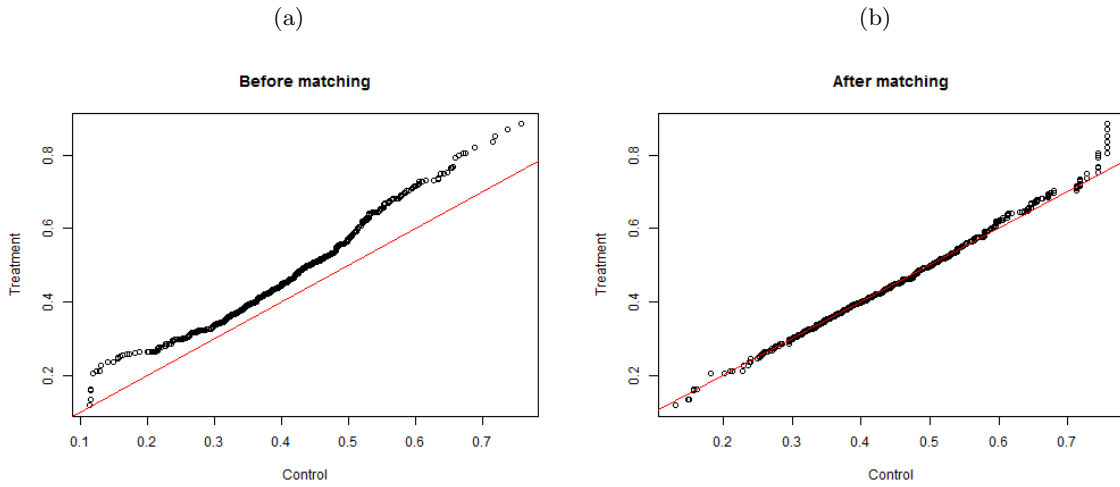 (a)
Before matching
Treatment
0.2 0.4 0.6 0.8
0.1 0.2 0.3 0.4 0.5 0.6 0.7
Control
(b)
After matching
Treatment
0.2 0.4 0.6 0.8
0.2 0.3 0.4 0.5 0.6 0.7
Control